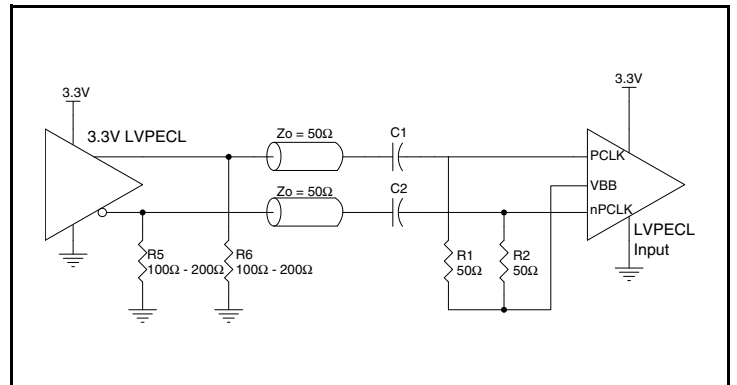 3.3V
3.3V LVPECL
Zo = 50Ω
C1
Zo = 50Ω
C2
R5
100Ω - 200Ω
R6
100Ω - 200Ω
R1
50Ω
R2
50Ω
3.3V
PCLK
VBB
nPCLK
LVPECL
Input